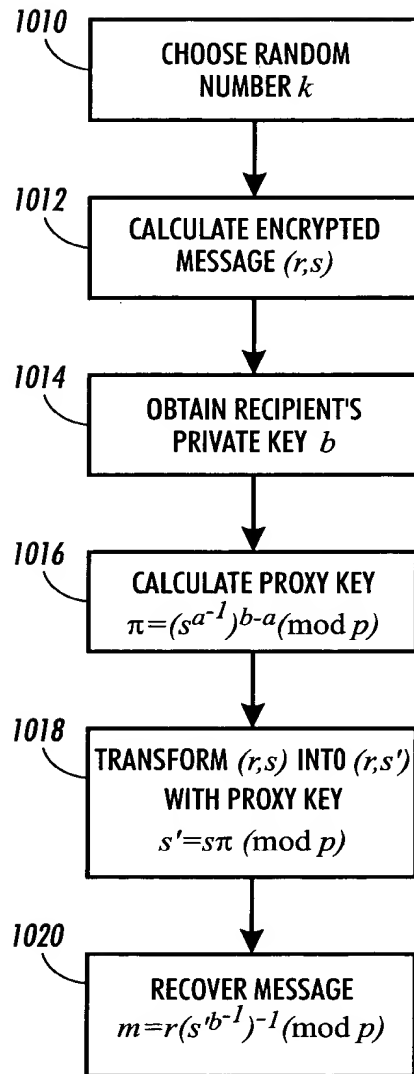 1010
CHOOSE RANDOM
NUMBER k
1012
CALCULATE ENCRYPTED
MESSAGE (r,s)
1014
OBTAIN RECIPIENT'S
PRIVATE KEY b
1016
CALCULATE PROXY KEY
π=(s^{a^{-1}})^{b-a}(mod p)
1018
TRANSFORM (r,s) INTO (r,s')
WITH PROXY KEY
s'=sπ (mod p)
1020
RECOVER MESSAGE
m=r(s'^{b^{-1}})^{-1}(mod p)